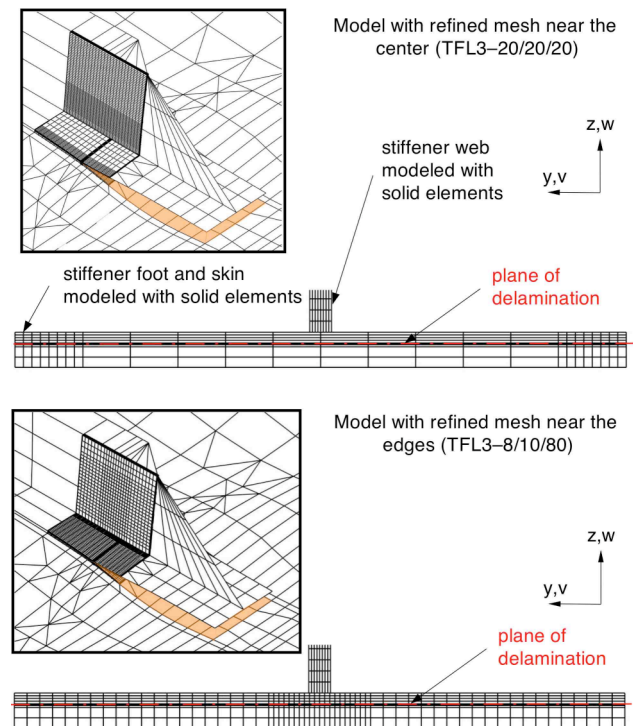 Model with refined mesh near the
center (TFL3–20/20/20)
z,w
y,v
stiffener web
modeled with
solid elements
stiffener foot and skin
modeled with solid elements
plane of
delamination
Model with refined mesh near the
edges (TFL3–8/10/80)
z,w
y,v
plane of
delamination